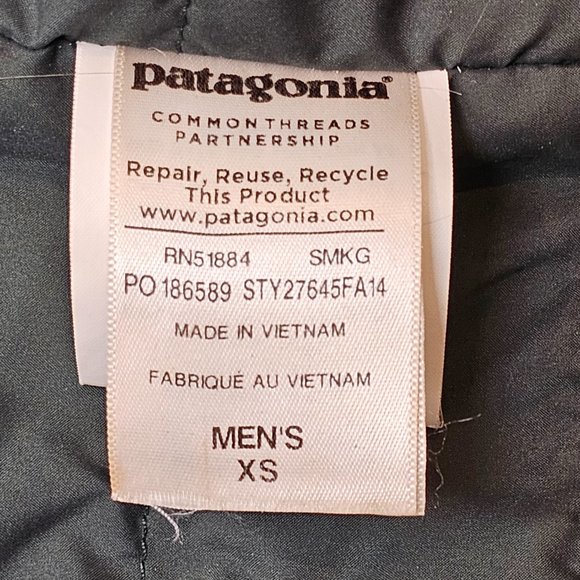 patagonia®
COMMONTHREADS
PARTNERSHIP
Repair, Reuse, Recycle
This Product
www.patagonia.com
RN51884 SMKG
PO 186589 STY27645FA14
MADE IN VIETNAM
FABRIQUÉ AU VIETNAM
MEN'S
XS